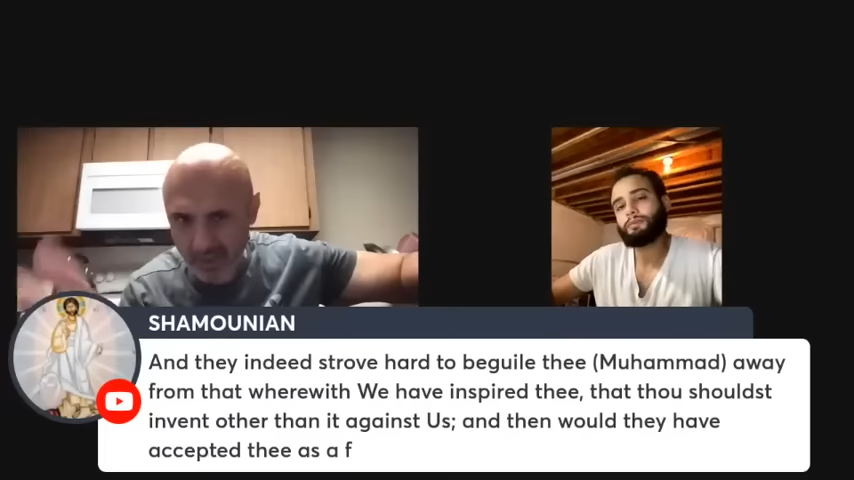 SHAMOUNIAN
And they indeed strove hard to beguile thee (Muhammad) away
from that wherewith We have inspired thee, that thou shouldst
invent other than it against Us; and then would they have
accepted thee as a f